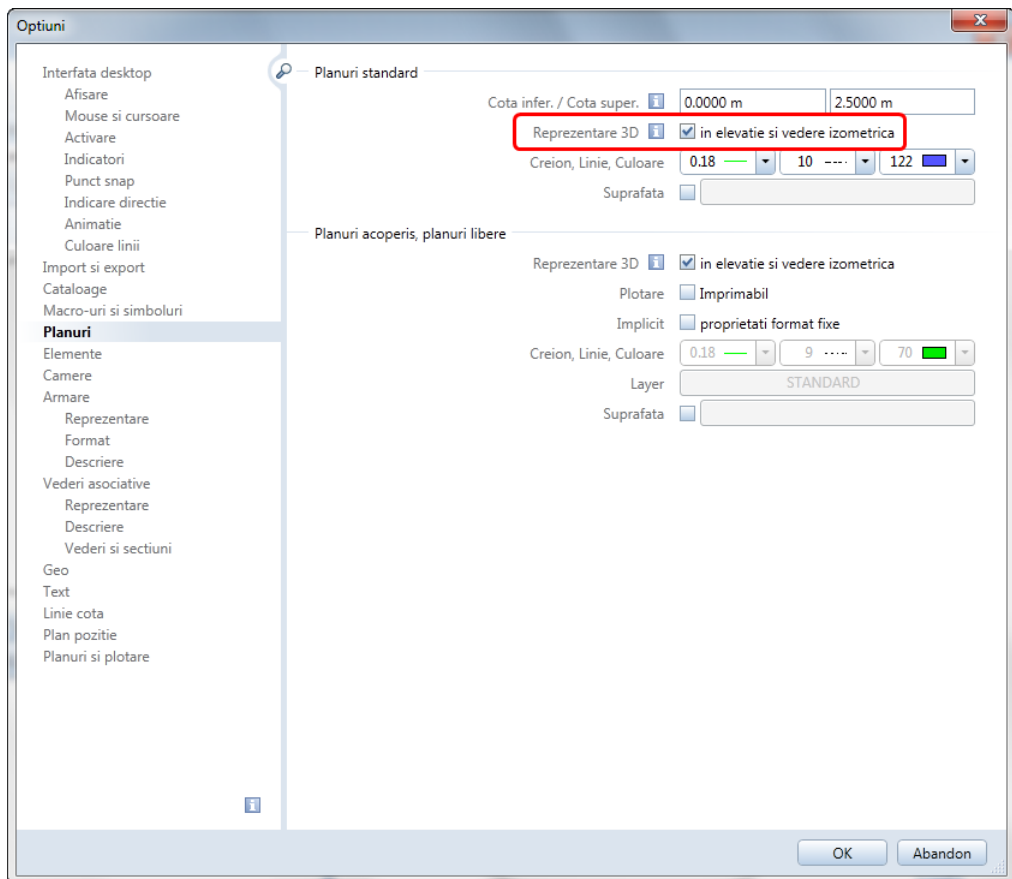 Optiuni
Interfata desktop
Afisare
Mouse si cursoare
Activare
Indicatori
Punct snap
Indicare directie
Animatie
Culoare linii
Import si export
Cataloage
Macro-uri si simboluri
Planuri
Elemente
Camere
Armare
Reprezentare
Format
Descriere
Vederi asociative
Reprezentare
Descriere
Vederi si sectiuni
Geo
Text
Linie cota
Plan pozitie
Planuri si plotare
Planuri standard
Cota infer. / Cota super. 0.0000 m 2.5000 m
Reprezentare 3D in elevatie si vedere izometrica
Creion, Linie, Culoare 0.18 10 122
Suprafata
Planuri acoperis, planuri libere
Reprezentare 3D in elevatie si vedere izometrica
Plotare Imprimabil
Implicit proprietati format fixe
Creion, Linie, Culoare 0.18 9 70
Layer STANDARD
Suprafata
OK Abandon